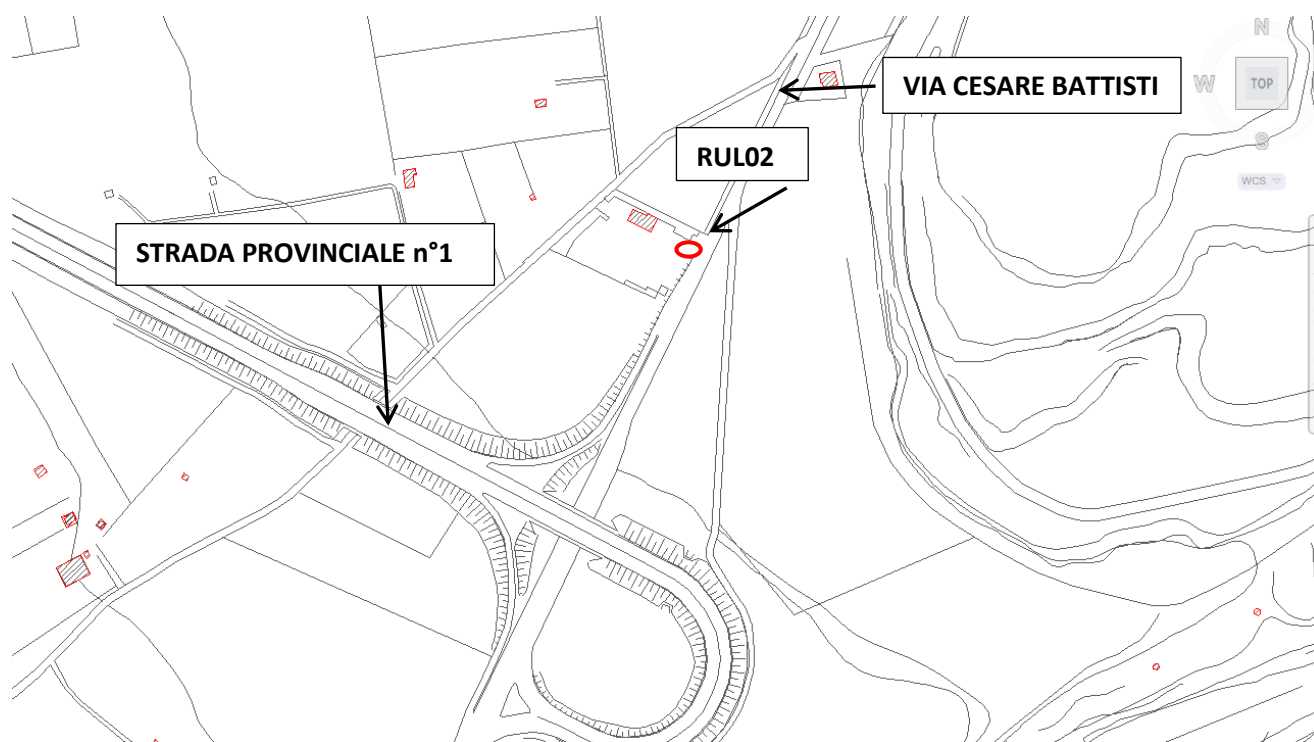 N
VIA CESARE BATTISTI
W
TOP
RUL02
S
WCS
STRADA PROVINCIALE n°1